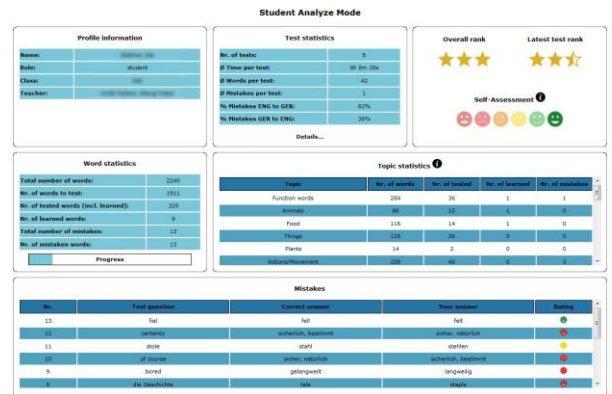 Student Analyze Mode
Profile information
Name:
Role: student
Class:
Teacher:
Test statistics
Nr. of tests: 8
Ø Time per test: 0h 8m 28s
Ø Words per test: 42
Ø Mistakes per test: 1
% Mistakes ENG to GER: 62%
% Mistakes GER to ENG: 38%
Details...
Overall rank Latest test rank
Self-Assessment
Word statistics
Total number of words: 2240
Nr. of words to test: 1911
Nr. of tested words (incl. learned): 329
Nr. of learned words: 9
Total number of mistakes: 13
Nr. of mistaken words: 13
Progress
Topic statistics
Topic Nr. of words Nr. of tested Nr. of learned Nr. of mistakes
Function words 284 36 1 1
Animals 86 15 1 0
Food 116 14 1 0
Things 128 26 0 0
Plants 14 2 0 0
Actions/Movement 258 40 0 3
Mistakes
Nr. Test question Correct answer Your answer Rating
13 fiel fell felt
12 certainly sicherlich, bestimmt sicher, natürlich
11 stole stahl stehlen
10 of course sicher, natürlich sicherlich, bestimmt
9 bored gelangweilt langweilig
8 die Geschichte tale staple